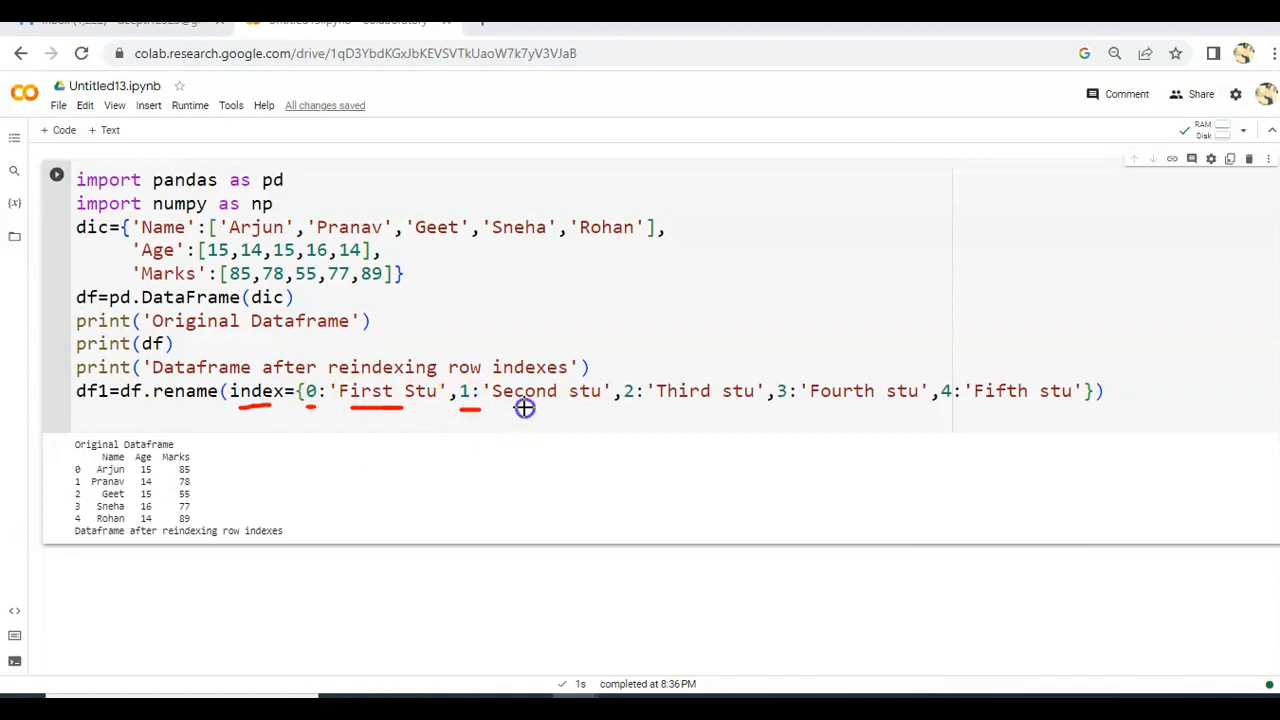 colab.research.google.com/drive/1qD3YbdKGxJbKEVSVTkUaoW7k7yV3VJaB
Untitled13.ipynb
Comment
Share
File Edit View Insert Runtime Tools Help All changes saved
+ Code + Text
RAM
Disk
import pandas as pd
import numpy as np
dic={'Name':['Arjun','Pranav','Geet','Sneha','Rohan'],
'Age':[15,14,15,16,14],
'Marks':[85,78,55,77,89]}
df=pd.DataFrame(dic)
print('Original Dataframe')
print(df)
print('Dataframe after reindexing row indexes')
df1=df.rename(index={0:'First Stu',1:'Second stu',2:'Third stu',3:'Fourth stu',4:'Fifth stu'})
Original Dataframe
Name Age Marks
0 Arjun 15 85
1 Pranav 14 78
2 Geet 15 55
3 Sneha 16 77
4 Rohan 14 89
Dataframe after reindexing row indexes
1s completed at 8:36 PM